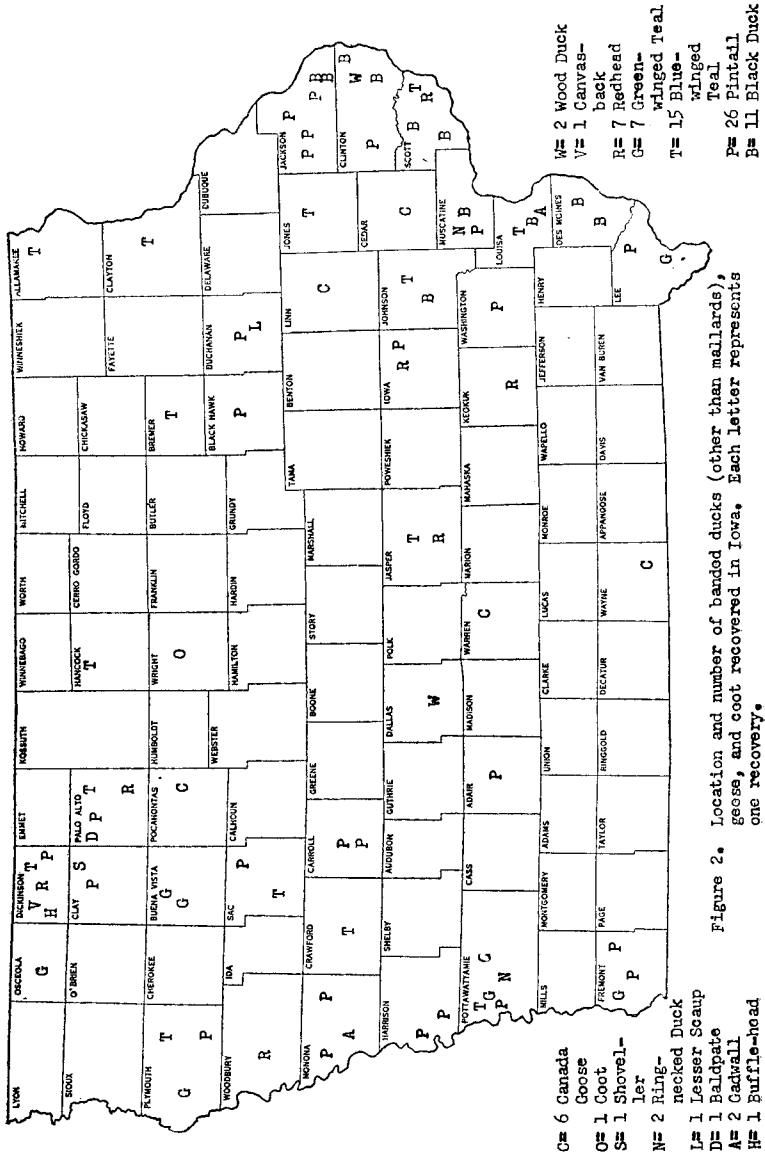 LYON
OSCEOLA
G
DICKINSON
V T
H R P
EMMET
KOSSUTH
WINNEBAGO
WORTH
MITCHELL
HOWARD
WINNESHIEK
ALLAMAKEE
T
SIOUX
O'BRIEN
CLAY
P S
PALO ALTO
D P T
R
HANCOCK
T
CERRO GORDO
FLOYD
CHICKASAW
FAYETTE
CLAYTON
T
PLYMOUTH
G T
P
CHEROKEE
BUENA VISTA
G
G
POCAHONTAS
C
HUMBOLDT
WRIGHT
O
FRANKLIN
BUTLER
BREMER
T
BLACK HAWK
P
BUCHANAN
P L
DELAWARE
DUBUQUE
WOODBURY
R
IDA
SAC
P
T
CALHOUN
WEBSTER
HAMILTON
HARDIN
GRUNDY
MONONA
P A P
CRAWFORD
T
CARROLL
P P
GREENE
BOONE
STORY
MARSHALL
TAMA
BENTON
LINN
C
JONES
T
JACKSON
P P P P B B
CLINTON
P W B B
CEDAR
C
SCOTT
B B R T
HARRISON
P P
SHELBY
AUDUBON
GUTHRIE
DALLAS
W
POLK
JASPER
T
R
POWESHIEK
IOWA
R P
JOHNSON
B T
MUSCATINE
N B
P
POTTAWATTAMIE
T G C
P N
CASS
ADAIR
P
MADISON
WARREN
C
MARION
MAHASKA
KEOKUK
R
WASHINGTON
P
LOUISA
T B A
MILLS
MONTGOMERY
ADAMS
UNION
CLARKE
LUCAS
MONROE
WAPELLO
JEFFERSON
HENRY
DES MOINES
B
B
FREMONT
G P P
PAGE
TAYLOR
RINGGOLD
DECATUR
WAYNE
C
APPANOOSE
DAVIS
VAN BUREN
LEE
P
G
C= 6 Canada
Goose
O= 1 Coot
S= 1 Shovel-
ler
N= 2 Ring-
necked Duck
L= 1 Lesser Scaup
D= 1 Baldpate
A= 2 Gadwall
H= 1 Buffle-head
W= 2 Wood Duck
V= 1 Canvas-
back
R= 7 Redhead
G= 7 Green-
winged Teal
T= 15 Blue-
winged
Teal
P= 26 Pintail
B= 11 Black Duck
Figure 2. Location and number of banded ducks (other than mallards),
geese, and coot recovered in Iowa. Each letter represents
one recovery.